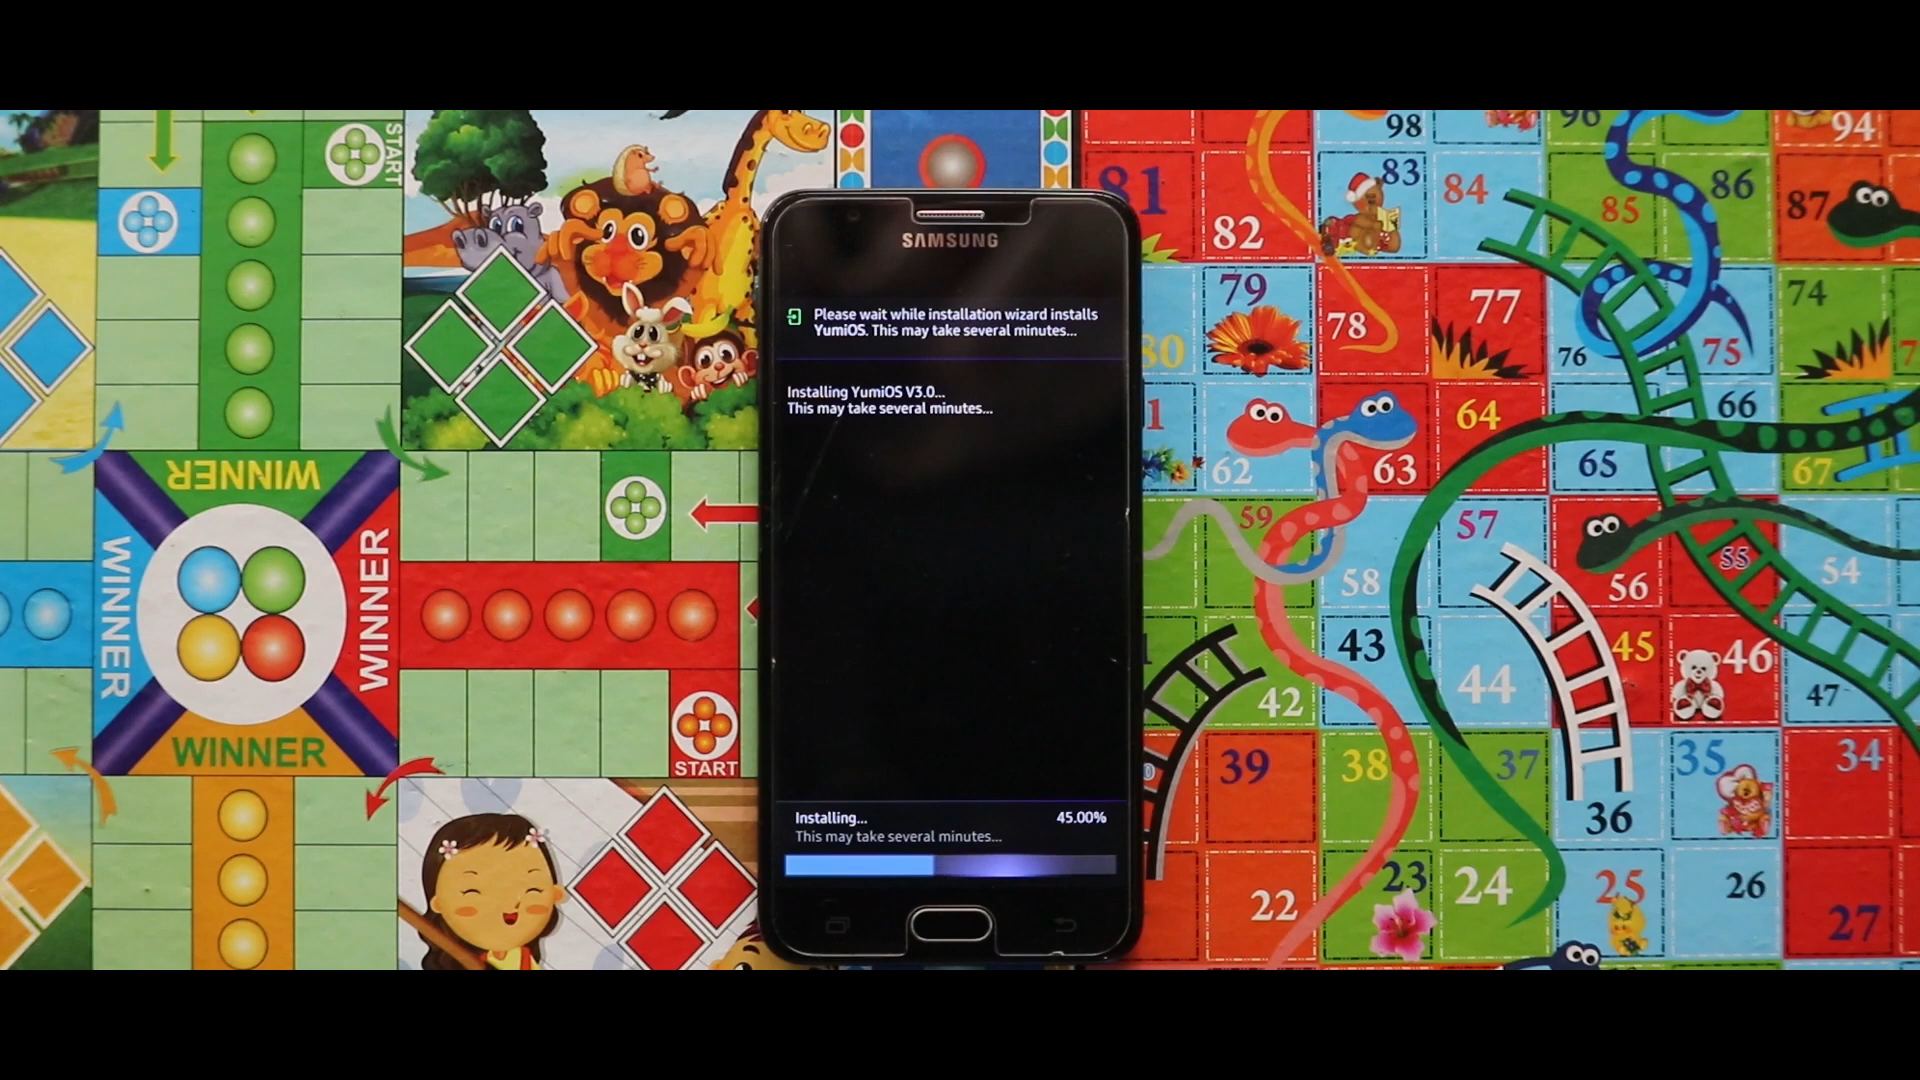 START
WINNER
WINNER
WINNER
WINNER
START
SAMSUNG
Please wait while installation wizard installs
YumiOS. This may take several minutes...
Installing YumiOS V3.0...
This may take several minutes...
Installing... 45.00%
This may take several minutes...
98 96 94
81 82 83 84 85 86 87
80 79 78 77 76 75 74
62 63 64 65 66 67
59 58 57 56 55 54
42 43 44 45 46 47
39 38 37 36 35 34
22 23 24 25 26 27